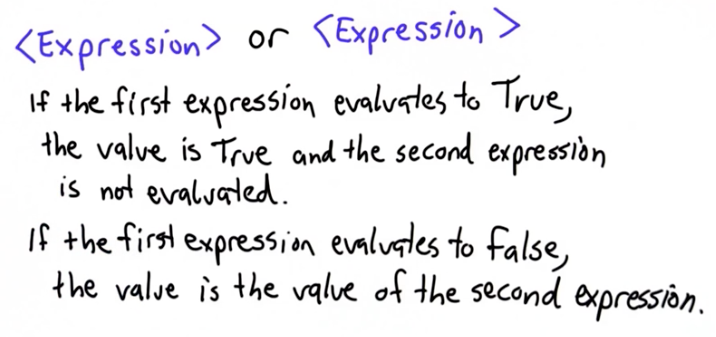 <Expression> or <Expression>
If the first expression evaluates to True,
the value is True and the second expression
is not evaluated.
If the first expression evaluates to False,
the value is the value of the second expression.